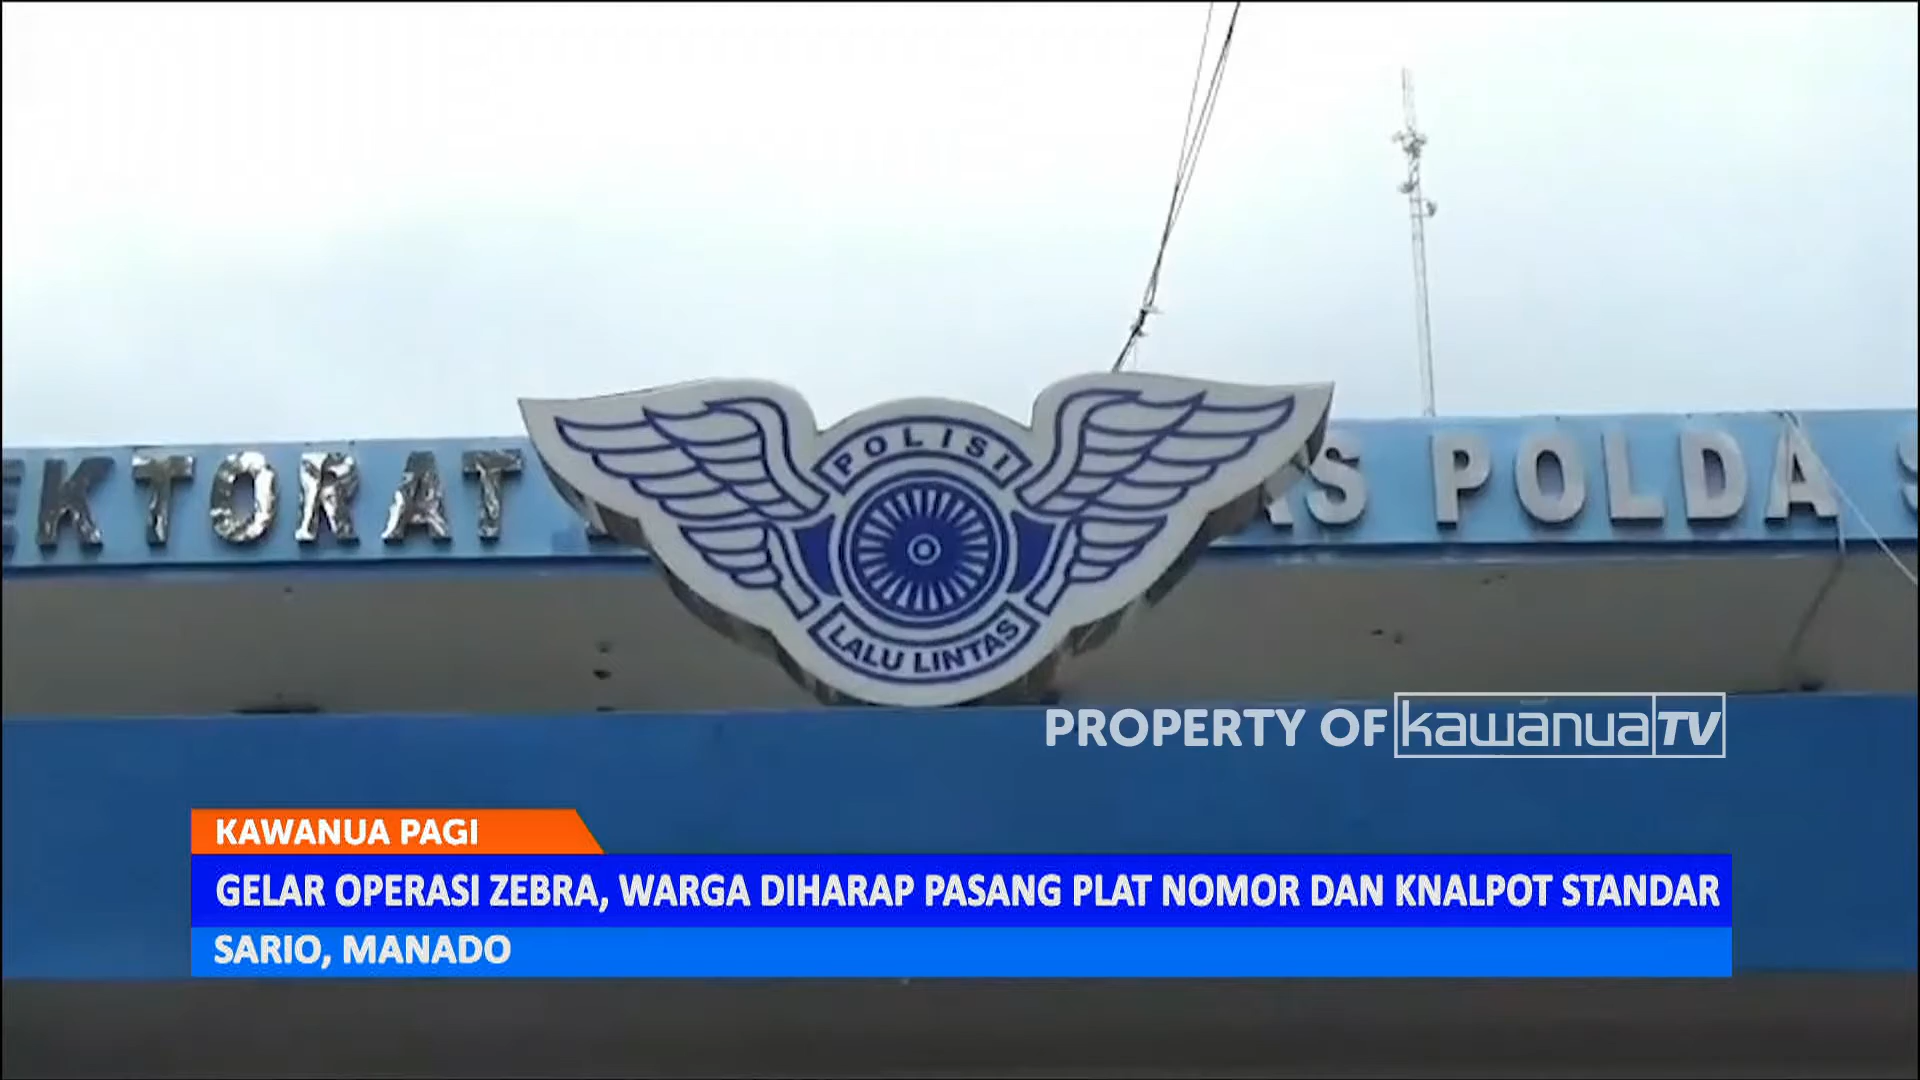 POLISI
EKTORAT AS POLDA S
LALU LINTAS
PROPERTY OF kawanuaTV
KAWANUA PAGI
GELAR OPERASI ZEBRA, WARGA DIHARAP PASANG PLAT NOMOR DAN KNALPOT STANDAR
SARIO, MANADO